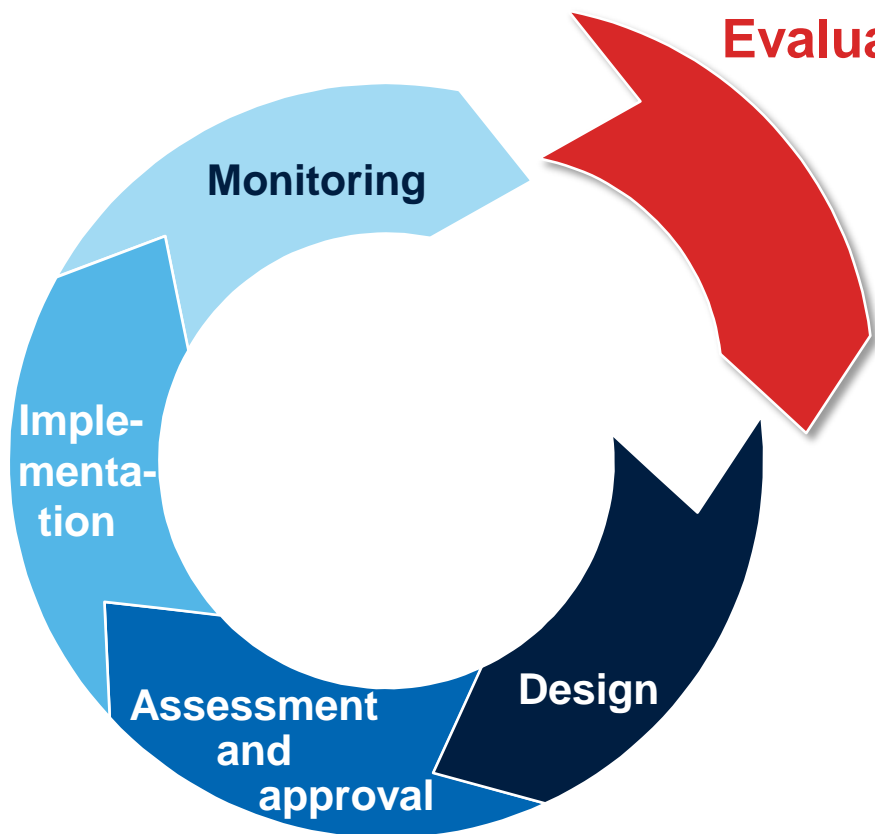 Evalua
Monitoring
Imple-
menta-
tion
Design
Assessment
and
approval